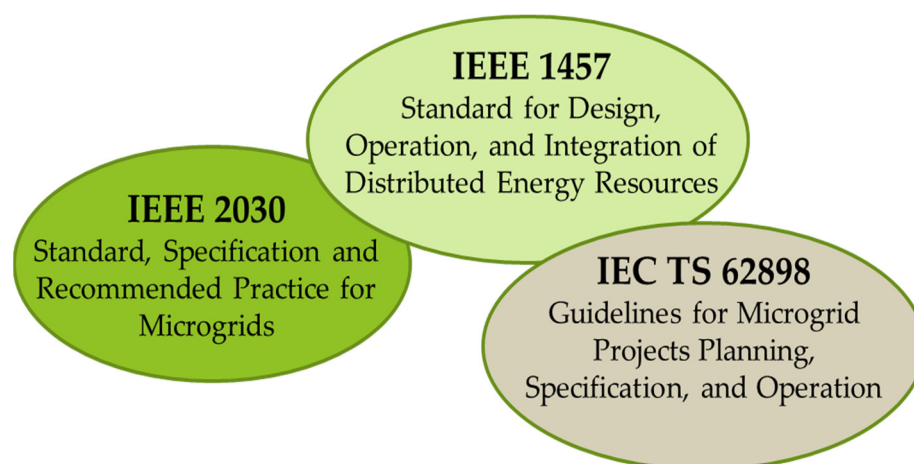 IEEE 1457
Standard for Design,
Operation, and Integration of
Distributed Energy Resources
IEEE 2030
Standard, Specification and
Recommended Practice for
Microgrids
IEC TS 62898
Guidelines for Microgrid
Projects Planning,
Specification, and Operation